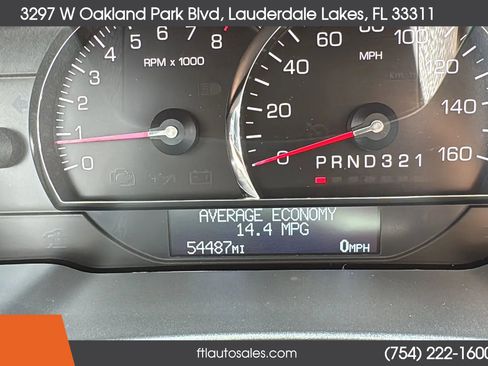 3297 W Oakland Park Blvd, Lauderdale Lakes, FL 33311
0 1 2 3 4 5 6 7 8
RPM x 1000
0 20 40 60 80 100 120 140 160
MPH
km/h
PRND321
AVERAGE ECONOMY
14.4 MPG
54487MI 0MPH
ftlautosales.com
(754) 222-1600